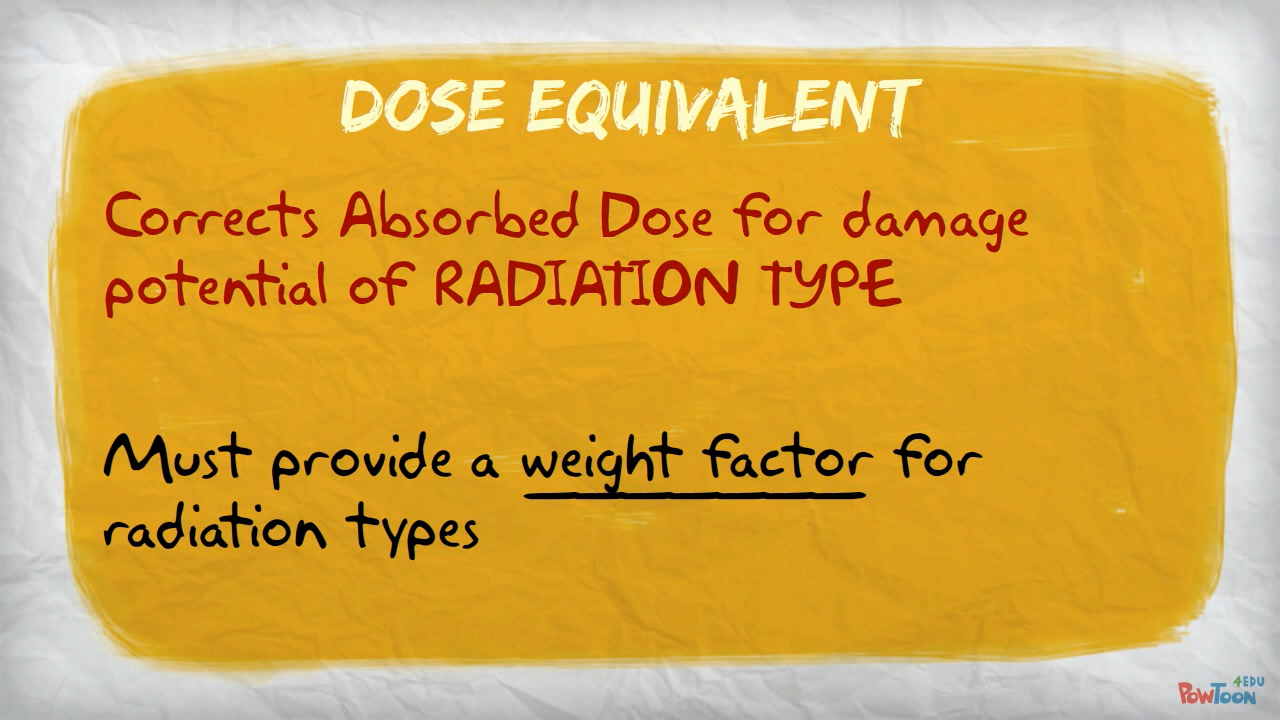 DOSE EQUIVALENT
Corrects Absorbed Dose for damage
potential of RADIATION TYPE
Must provide a weight factor for
radiation types
4EDU
POWTOON